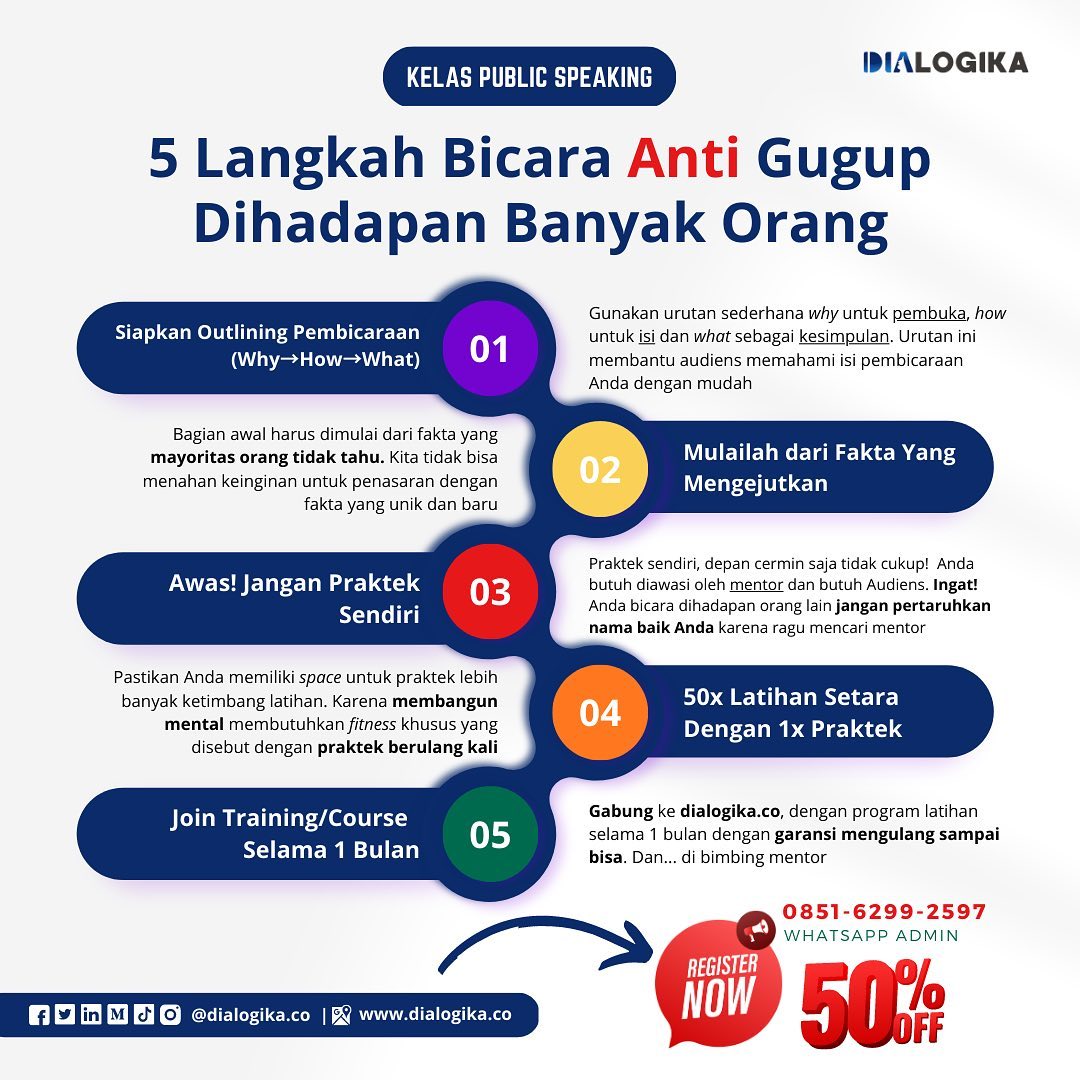 KELAS PUBLIC SPEAKING
DIALOGIKA
5 Langkah Bicara Anti Gugup
Dihadapan Banyak Orang
Siapkan Outlining Pembicaraan
(Why→How→What)
01
Gunakan urutan sederhana why untuk pembuka, how
untuk isi dan what sebagai kesimpulan. Urutan ini
membantu audiens memahami isi pembicaraan
Anda dengan mudah
Bagian awal harus dimulai dari fakta yang
mayoritas orang tidak tahu. Kita tidak bisa
menahan keinginan untuk penasaran dengan
fakta yang unik dan baru
02
Mulailah dari Fakta Yang
Mengejutkan
Awas! Jangan Praktek
Sendiri
03
Praktek sendiri, depan cermin saja tidak cukup! Anda
butuh diawasi oleh mentor dan butuh Audiens. Ingat!
Anda bicara dihadapan orang lain jangan pertaruhkan
nama baik Anda karena ragu mencari mentor
Pastikan Anda memiliki space untuk praktek lebih
banyak ketimbang latihan. Karena membangun
mental membutuhkan fitness khusus yang
disebut dengan praktek berulang kali
04
50x Latihan Setara
Dengan 1x Praktek
Join Training/Course
Selama 1 Bulan
05
Gabung ke dialogika.co, dengan program latihan
selama 1 bulan dengan garansi mengulang sampai
bisa. Dan... di bimbing mentor
0851-6299-2597
WHATSAPP ADMIN
REGISTER
NOW
50%
OFF
@dialogika.co | www.dialogika.co